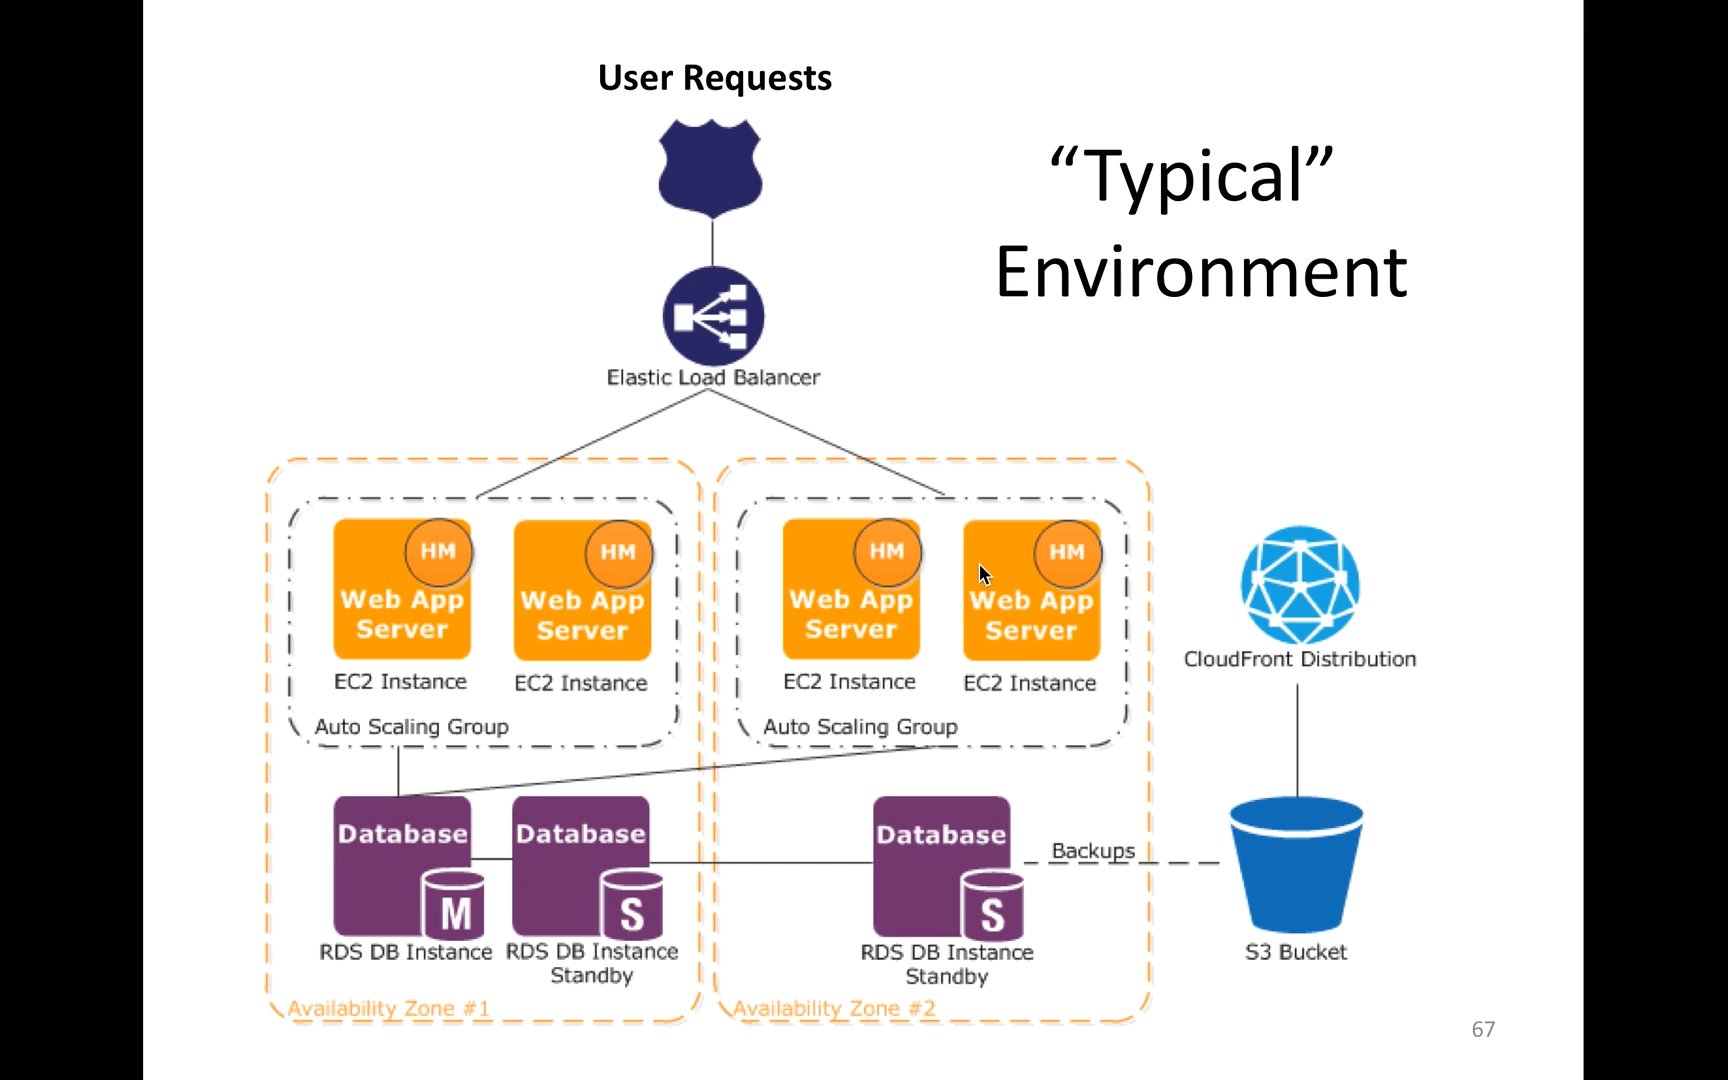 User Requests
“Typical”
Environment
Elastic Load Balancer
HM
Web App
Server
EC2 Instance
HM
Web App
Server
EC2 Instance
Auto Scaling Group
HM
Web App
Server
EC2 Instance
HM
Web App
Server
EC2 Instance
Auto Scaling Group
CloudFront Distribution
Database
M
RDS DB Instance
Database
S
RDS DB Instance
Standby
Availability Zone #1
Database
S
RDS DB Instance
Standby
Availability Zone #2
Backups
S3 Bucket
67